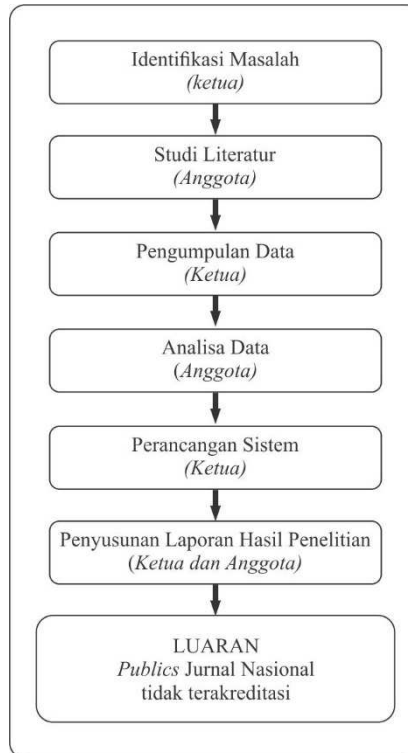 Identifikasi Masalah
(ketua)
Studi Literatur
(Anggota)
Pengumpulan Data
(Ketua)
Analisa Data
(Anggota)
Perancangan Sistem
(Ketua)
Penyusunan Laporan Hasil Penelitian
(Ketua dan Anggota)
LUARAN
Publics Jurnal Nasional
tidak terakreditasi